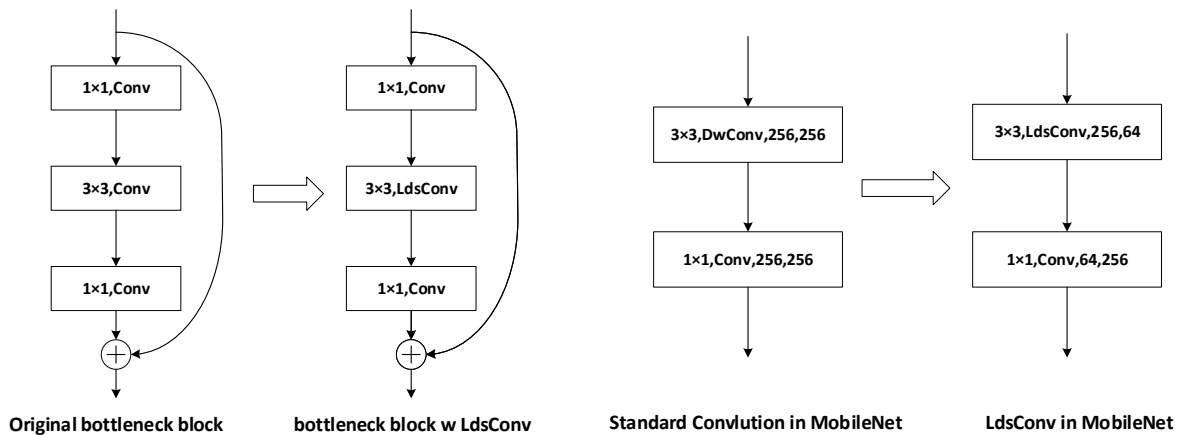 1×1,Conv
3×3,Conv
1×1,Conv
Original bottleneck block
1×1,Conv
3×3,LdsConv
1×1,Conv
bottleneck block w LdsConv
3×3,DwConv,256,256
1×1,Conv,256,256
Standard Convlution in MobileNet
3×3,LdsConv,256,64
1×1,Conv,64,256
LdsConv in MobileNet